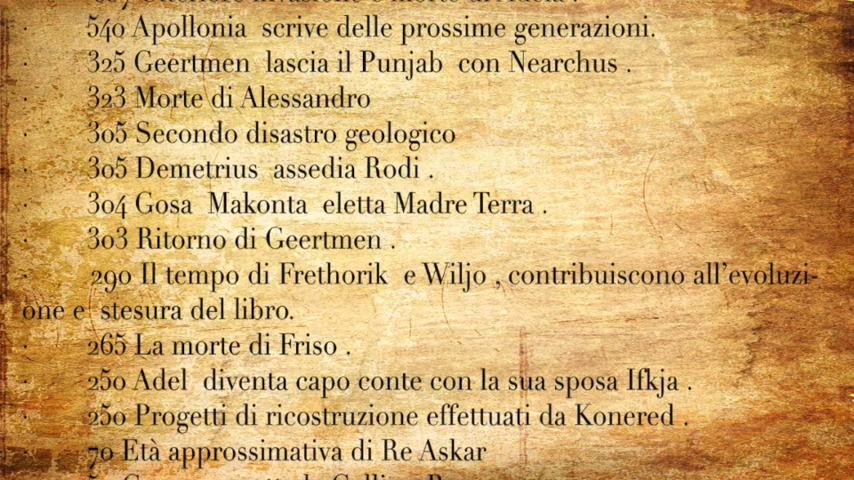 · 540 Apollonia scrive delle prossime generazioni.
· 325 Geertmen lascia il Punjab con Nearchus .
· 323 Morte di Alessandro
· 305 Secondo disastro geologico
· 305 Demetrius assedia Rodi .
· 304 Gosa Makonta eletta Madre Terra .
· 303 Ritorno di Geertmen .
· 290 Il tempo di Frethorik e Wiljo , contribuiscono all’evoluzi-
one e stesura del libro.
· 265 La morte di Friso .
· 250 Adel diventa capo conte con la sua sposa Ifkja .
· 250 Progetti di ricostruzione effettuati da Konered .
· 70 Età approssimativa di Re Askar